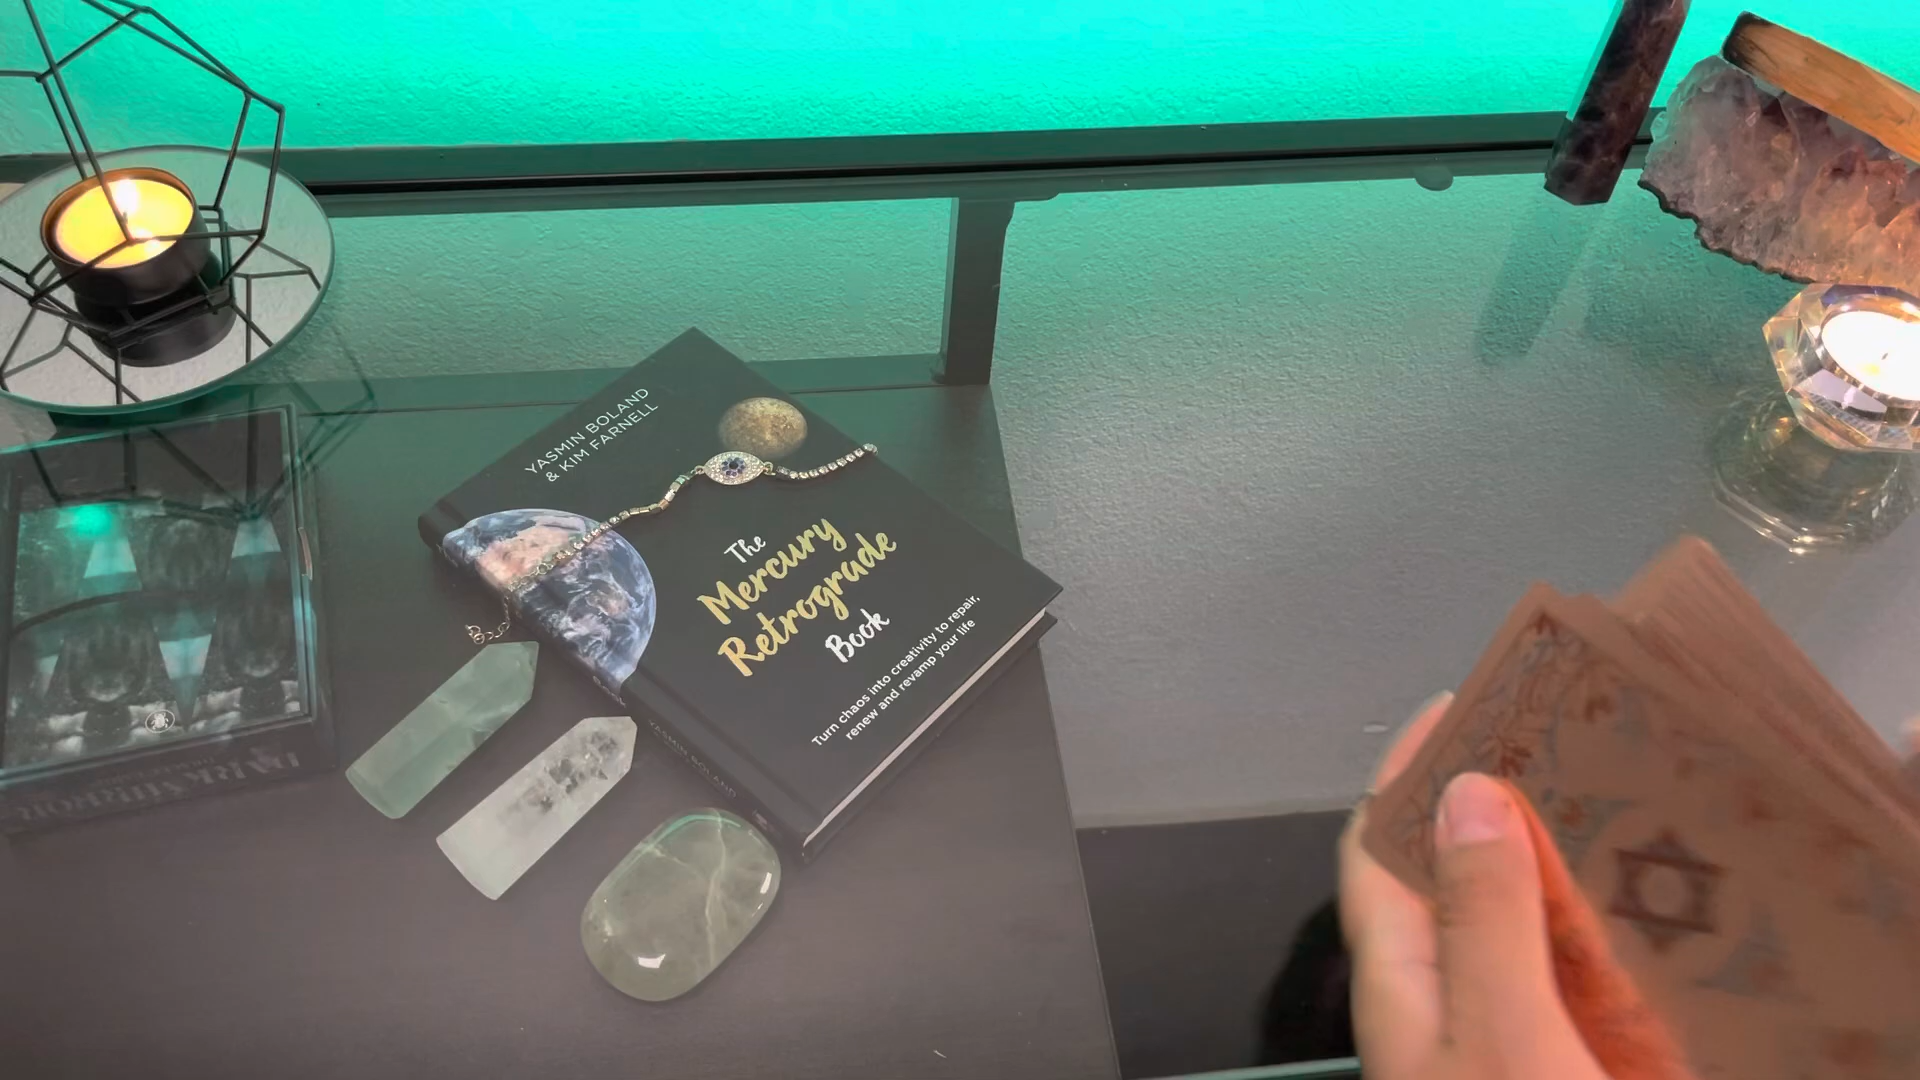 YASMIN BOLAND
& KIM FARNELL
The
Mercury
Retrograde
Book
Turn chaos into creativity to repair,
renew and revamp your life
YASMIN BOLAND